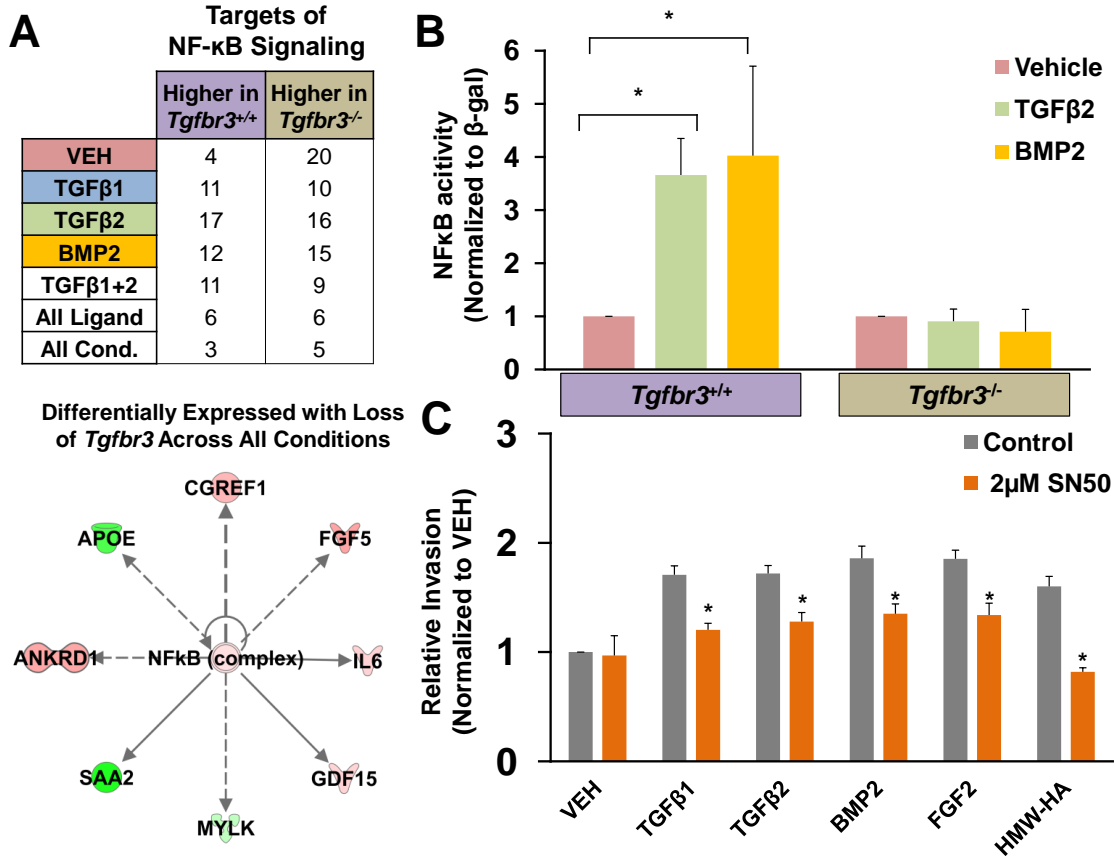 A
Targets of
NF-κB Signaling
Higher in Tgfbr3+/+ Higher in Tgfbr3-/-
VEH 4 20
TGFβ1 11 10
TGFβ2 17 16
BMP2 12 15
TGFβ1+2 11 9
All Ligand 6 6
All Cond. 3 5
Differentially Expressed with Loss
of Tgfbr3 Across All Conditions
CGREF1
APOE
FGF5
ANKRD1
NFkB (complex)
IL6
SAA2
GDF15
MYLK
B
NFκB acitivity
(Normalized to β-gal)
6
5
4
3
2
1
0
*
*
Vehicle
TGFβ2
BMP2
Tgfbr3+/+
Tgfbr3-/-
C
Relative Invasion
(Normalized to VEH)
3
2
1
0
Control
2μM SN50
*
*
*
*
*
VEH
TGFβ1
TGFβ2
BMP2
FGF2
HMW-HA